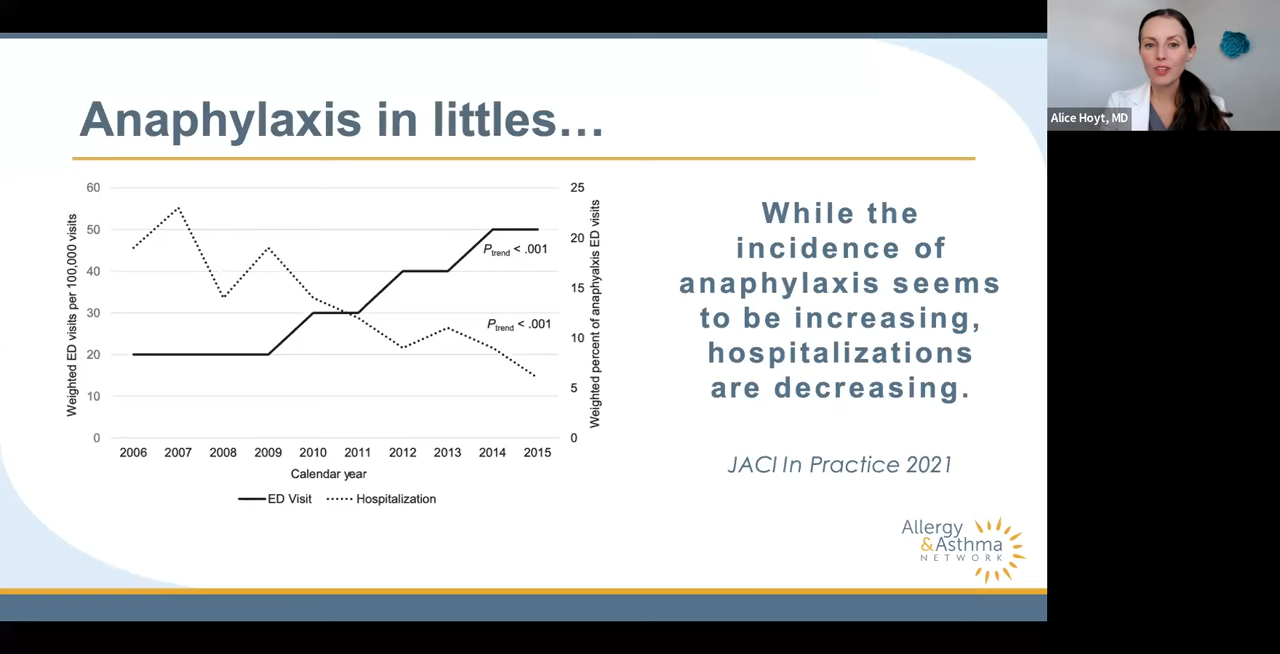 Anaphylaxis in littles…
Weighted ED visits per 100,000 visits
60
50
40
30
20
10
0
25
20
15
10
5
0
Weighted percent of anaphyalxis ED visits
P trend < .001
P trend < .001
2006 2007 2008 2009 2010 2011 2012 2013 2014 2015
Calendar year
ED Visit Hospitalization
While the
incidence of
anaphylaxis seems
to be increasing,
hospitalizations
are decreasing.
JACI In Practice 2021
Allergy
&Asthma
NETWORK
Alice Hoyt, MD